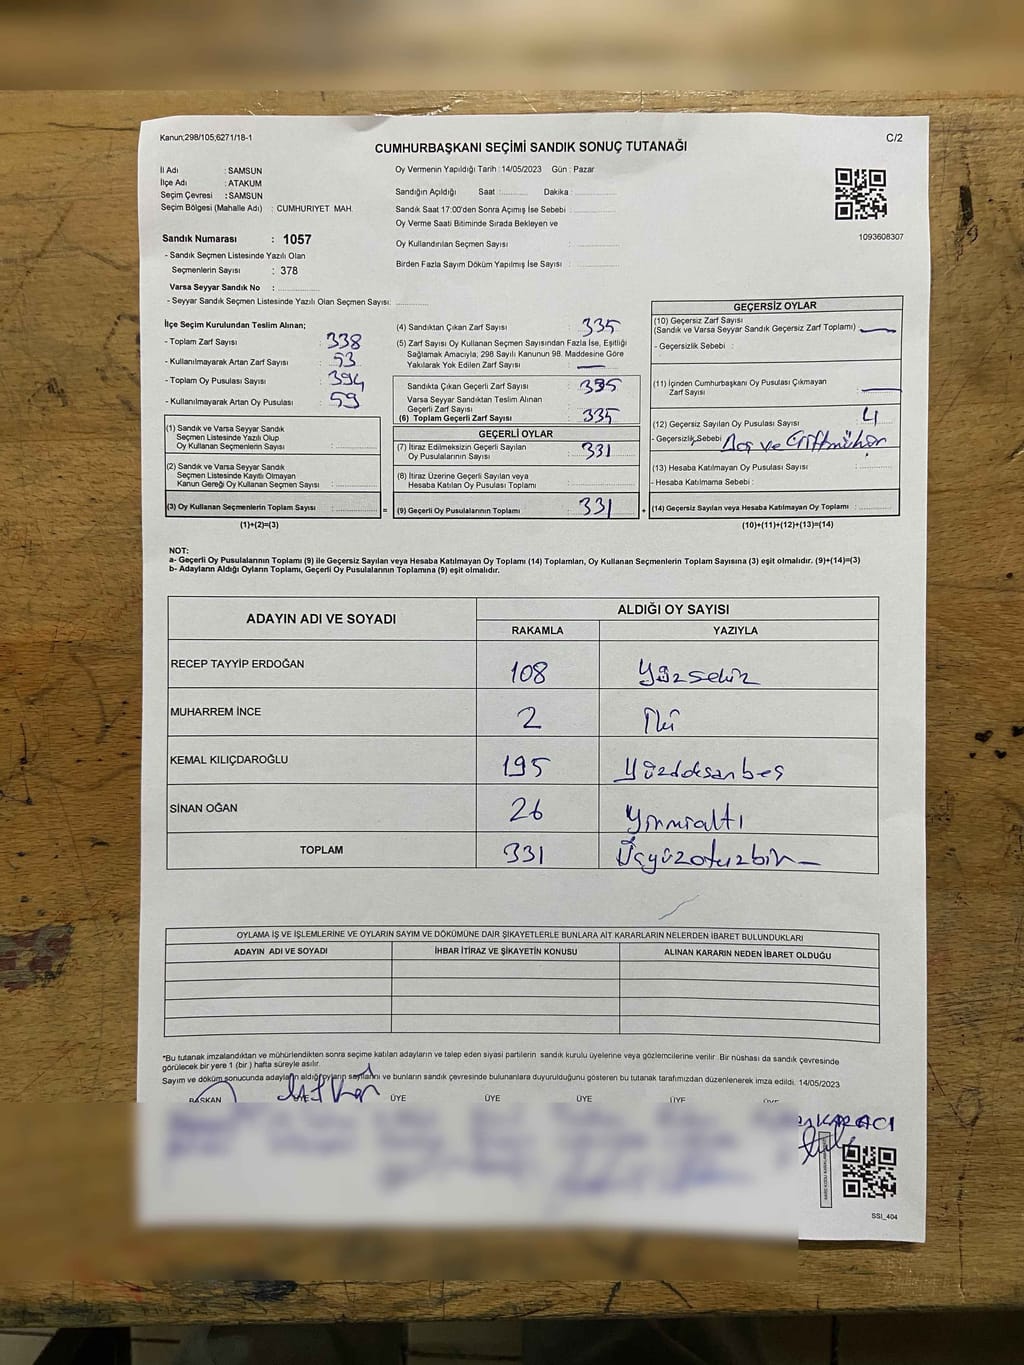 Kanun;298/105,6271/18-1
C/2
CUMHURBAŞKANI SEÇİMİ SANDIK SONUÇ TUTANAĞI
İl Adı : SAMSUN
İlçe Adı : ATAKUM
Seçim Çevresi : SAMSUN
Seçim Bölgesi (Mahalle Adı) : CUMHURIYET MAH.
Oy Vermenin Yapıldığı Tarih : 14/05/2023 Gün : Pazar
Sandığın Açıldığı Saat :............ Dakika :............
Sandık Saat 17:00'den Sonra Açımış İse Sebebi :............
Oy Verme Saati Bitiminde Sırada Bekleyen ve
Oy Kullandırılan Seçmen Sayısı :............
Birden Fazla Sayım Döküm Yapılmış İse Sayısı :............
1093608307
Sandık Numarası : 1057
- Sandık Seçmen Listesinde Yazılı Olan
Seçmenlerin Sayısı : 378
Varsa Seyyar Sandık No :............
- Seyyar Sandık Seçmen Listesinde Yazılı Olan Seçmen Sayısı:............
İlçe Seçim Kurulundan Teslim Alınan;
- Toplam Zarf Sayısı : 338
- Kullanılmayarak Artan Zarf Sayısı : 53
- Toplam Oy Pusulası Sayısı : 394
- Kullanılmayarak Artan Oy Pusulası : 59
(1) Sandık ve Varsa Seyyar Sandık
Seçmen Listesinde Yazılı Olup
Oy Kullanan Seçmenlerin Sayısı :............
(2) Sandık ve Varsa Seyyar Sandık
Seçmen Listesinde Kayıtlı Olmayan
Kanun Gereği Oy Kullanan Seçmen Sayısı :............
(3) Oy Kullanan Seçmenlerin Toplam Sayısı :............ =
(1)+(2)=(3)
(4) Sandıktan Çıkan Zarf Sayısı : 335
(5) Zarf Sayısı Oy Kullanan Seçmen Sayısından Fazla İse, Eşitliği
Sağlamak Amacıyla, 298 Sayılı Kanunun 98. Maddesine Göre
Yakılarak Yok Edilen Zarf Sayısı : —
Sandıkta Çıkan Geçerli Zarf Sayısı : 335
Varsa Seyyar Sandıktan Teslim Alınan
Geçerli Zarf Sayısı
(6) Toplam Geçerli Zarf Sayısı : 335
GEÇERLİ OYLAR
(7) İtiraz Edilmeksizin Geçerli Sayılan
Oy Pusulalarının Sayısı : 331
(8) İtiraz Üzerine Geçerli Sayılan veya
Hesaba Katılan Oy Pusulası Toplamı :............
(9) Geçerli Oy Pusulalarının Toplamı : 331 +
GEÇERSİZ OYLAR
(10) Geçersiz Zarf Sayısı
(Sandık ve Varsa Seyyar Sandık Geçersiz Zarf Toplamı) : —
- Geçersizlik Sebebi :
(11) İçinden Cumhurbaşkanı Oy Pusulası Çıkmayan
Zarf Sayısı : —
(12) Geçersiz Sayılan Oy Pusulası Sayısı : 4
- Geçersizlik Sebebi Boş ve Çiftmühür
(13) Hesaba Katılmayan Oy Pusulası Sayısı :............
- Hesaba Katılmama Sebebi :
(14) Geçersiz Sayılan veya Hesaba Katılmayan Oy Toplamı :............
(10)+(11)+(12)+(13)=(14)
NOT:
a- Geçerli Oy Pusulalarının Toplamı (9) ile Geçersiz Sayılan veya Hesaba Katılmayan Oy Toplamı (14) Toplamları, Oy Kullanan Seçmenlerin Toplam Sayısına (3) eşit olmalıdır. (9)+(14)=(3)
b- Adayların Aldığı Oyların Toplamı, Geçerli Oy Pusulalarının Toplamına (9) eşit olmalıdır.
ADAYIN ADI VE SOYADI ALDIĞI OY SAYISI
RAKAMLA YAZIYLA
RECEP TAYYİP ERDOĞAN 108 Yüzsekiz
MUHARREM İNCE 2 İki
KEMAL KILIÇDAROĞLU 195 Yüzdoksanbeş
SİNAN OĞAN 26 Yirmialtı
TOPLAM 331 Üçyüzotuzbir
OYLAMA İŞ VE İŞLEMLERİNE VE OYLARIN SAYIM VE DÖKÜMÜNE DAİR ŞİKAYETLERLE BUNLARA AİT KARARLARIN NELERDEN İBARET BULUNDUKLARI
ADAYIN ADI VE SOYADI İHBAR İTİRAZ VE ŞİKAYETİN KONUSU ALINAN KARARIN NEDEN İBARET OLDUĞU
*Bu tutanak imzalandıktan ve mühürlendikten sonra seçime katılan adayların ve talep eden siyasi partilerin sandık kurulu üyelerine veya gözlemcilerine verilir. Bir nüshası da sandık çevresinde
görülecek bir yere 1 (bir) hafta süreyle asılır.
Sayım ve döküm sonucunda adayların aldığı oyların sayılarını ve bunların sandık çevresinde bulunanlara duyurulduğunu gösteren bu tutanak tarafımızdan düzenlenerek imza edildi. 14/05/2023
BAŞKAN ÜYE ÜYE ÜYE ÜYE ÜYE ÜYE
KARACI
SSI_404